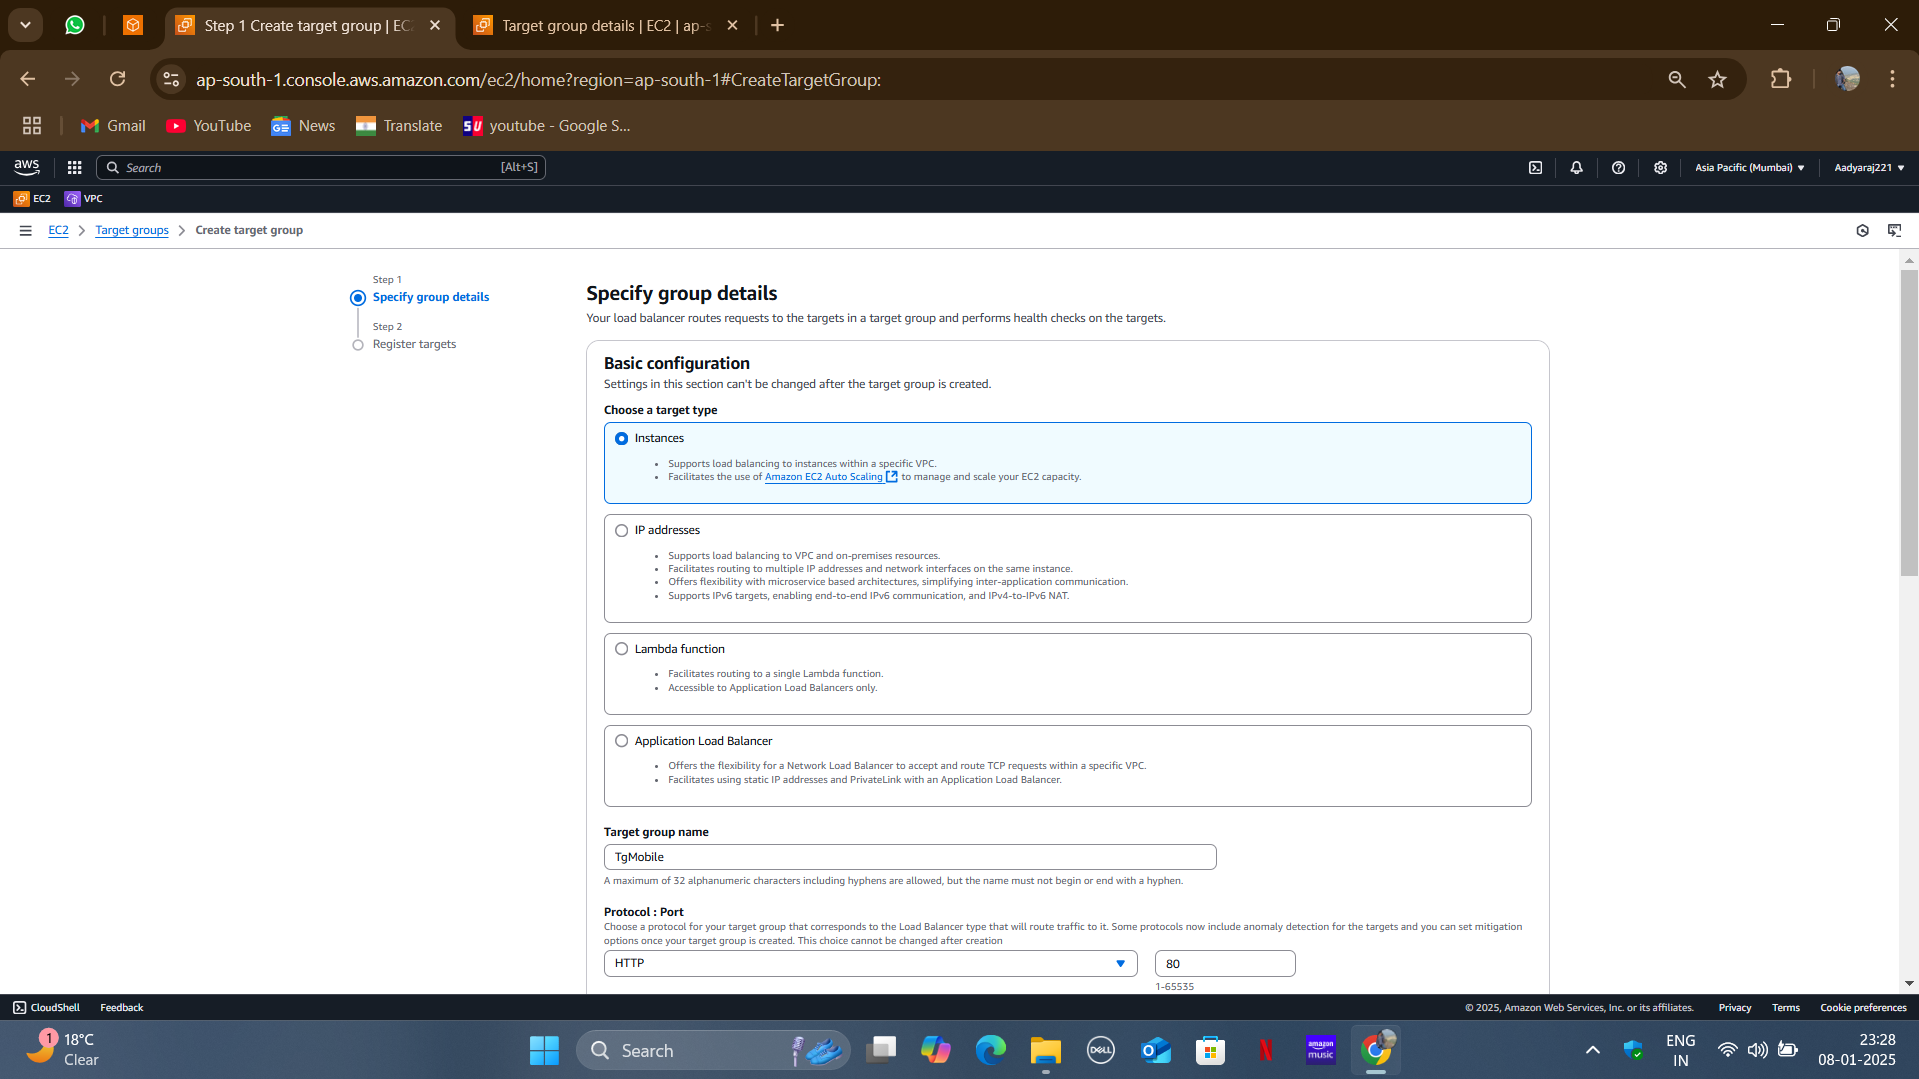 Step 1 Create target group | EC
Target group details | EC2 | ap-s
ap-south-1.console.aws.amazon.com/ec2/home?region=ap-south-1#CreateTargetGroup:
Gmail
YouTube
News
Translate
SU youtube - Google S...
aws
Search
[Alt+S]
Asia Pacific (Mumbai)
Aadyaraj221
EC2
VPC
EC2
Target groups
Create target group
Step 1
Specify group details
Step 2
Register targets
Specify group details
Your load balancer routes requests to the targets in a target group and performs health checks on the targets.
Basic configuration
Settings in this section can't be changed after the target group is created.
Choose a target type
Instances
• Supports load balancing to instances within a specific VPC.
• Facilitates the use of Amazon EC2 Auto Scaling to manage and scale your EC2 capacity.
IP addresses
• Supports load balancing to VPC and on-premises resources.
• Facilitates routing to multiple IP addresses and network interfaces on the same instance.
• Offers flexibility with microservice based architectures, simplifying inter-application communication.
• Supports IPv6 targets, enabling end-to-end IPv6 communication, and IPv4-to-IPv6 NAT.
Lambda function
• Facilitates routing to a single Lambda function.
• Accessible to Application Load Balancers only.
Application Load Balancer
• Offers the flexibility for a Network Load Balancer to accept and route TCP requests within a specific VPC.
• Facilitates using static IP addresses and PrivateLink with an Application Load Balancer.
Target group name
TgMobile
A maximum of 32 alphanumeric characters including hyphens are allowed, but the name must not begin or end with a hyphen.
Protocol : Port
Choose a protocol for your target group that corresponds to the Load Balancer type that will route traffic to it. Some protocols now include anomaly detection for the targets and you can set mitigation
options once your target group is created. This choice cannot be changed after creation
HTTP
80
1-65535
CloudShell
Feedback
© 2025, Amazon Web Services, Inc. or its affiliates.
Privacy
Terms
Cookie preferences
1
18°C
Clear
Search
DELL
amazon
music
ENG
IN
23:28
08-01-2025